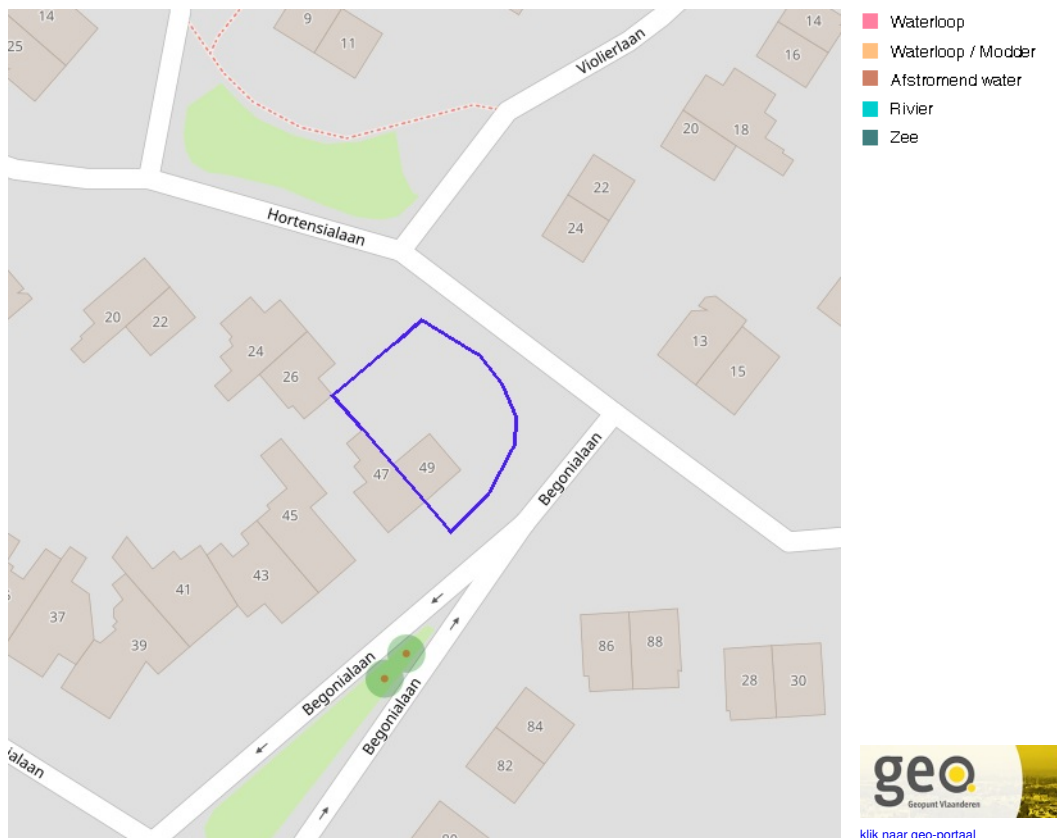 14
25
9
11
Violierlaan
14
16
20
18
22
24
Hortensialaan
20
22
24
26
13
15
47
49
Begonialaan
45
43
41
37
39
86
88
28
30
84
82
Begonialaan
Begonialaan
Waterloop
Waterloop / Modder
Afstromend water
Rivier
Zee
geo
Geopunt Vlaanderen
klik naar geo-portaal